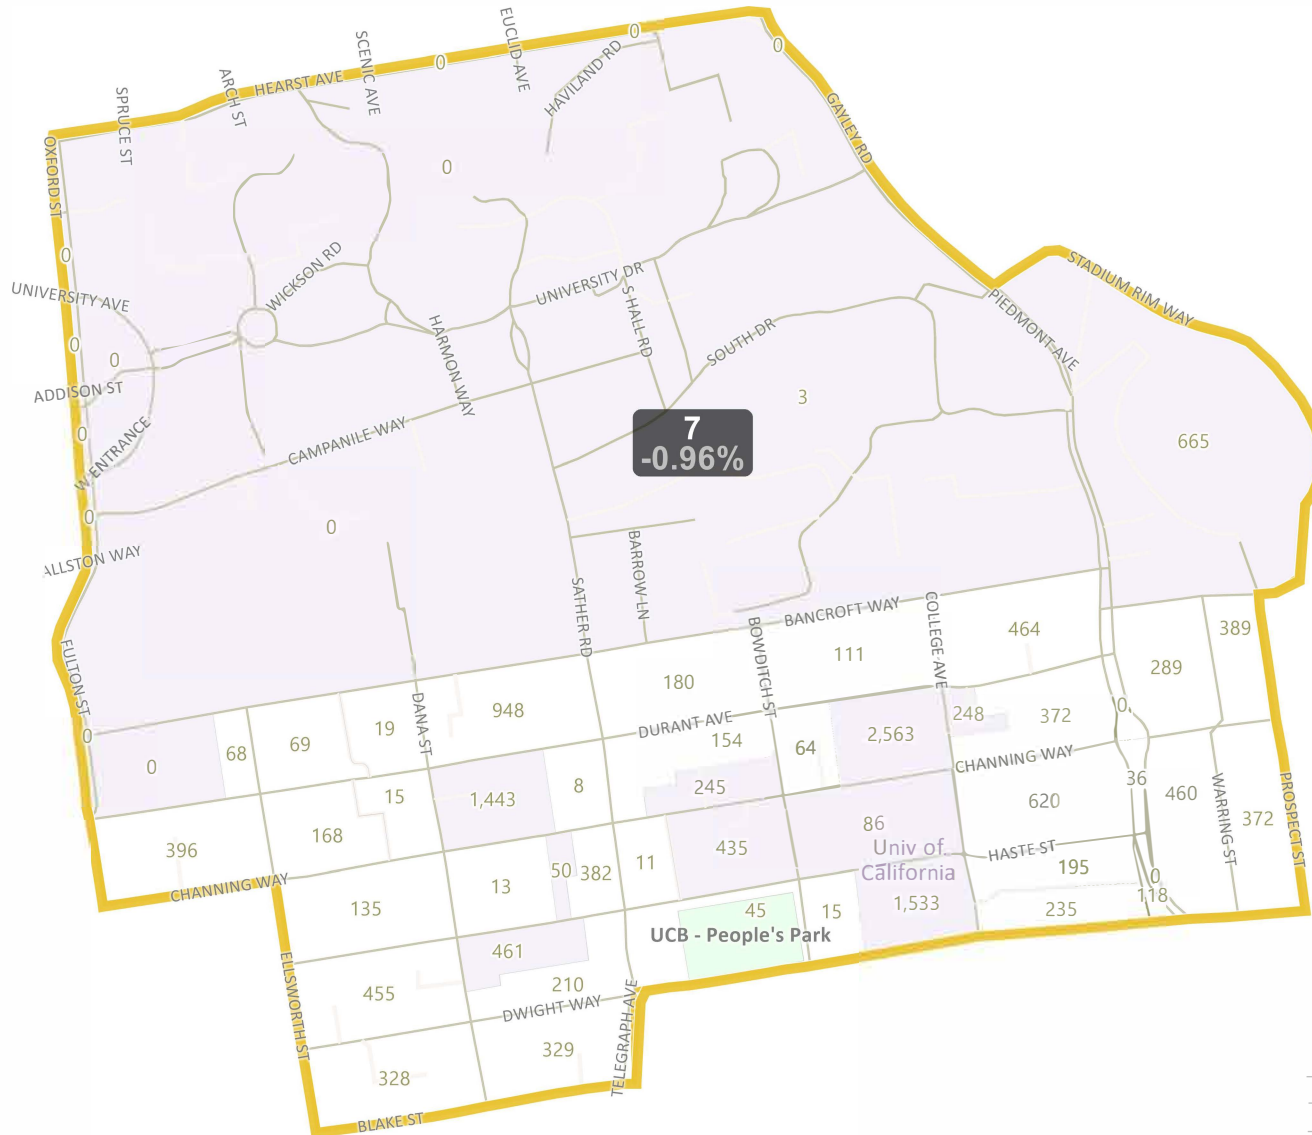 EUCLID AVE
0
SCENIC AVE
0
0
HAVILAND RD
0
ARCH ST
HEARST AVE
SPRUCE ST
GAYLEY RD
OXFORD ST
0
0
WICKSON RD
UNIVERSITY DR
STADIUM RIM WAY
UNIVERSITY AVE
S HALL RD
PIEDMONT AVE
HARMON WAY
SOUTH DR
0
0
ADDISON ST
3
7
-0.96%
665
0
W ENTRANCE
CAMPANILE WAY
0
0
ALLSTON WAY
BARROW LN
SATHER RD
BANCROFT WAY
COLLEGE AVE
BOWDITCH ST
464
389
111
289
FULTON ST
180
DANA ST
948
19
DURANT AVE
248
372
0
0
68
69
154
64
2,563
0
CHANNING WAY
245
15
1,443
8
36
460
WARRING ST
PROSPECT ST
620
372
396
168
86
435
Univ of
California
11
HASTE ST
195
0
118
CHANNING WAY
135
13
50
382
45
15
1,533
235
UCB - People's Park
461
210
ELLSWORTH ST
455
DWIGHT WAY
TELEGRAPH AVE
329
328
BLAKE ST